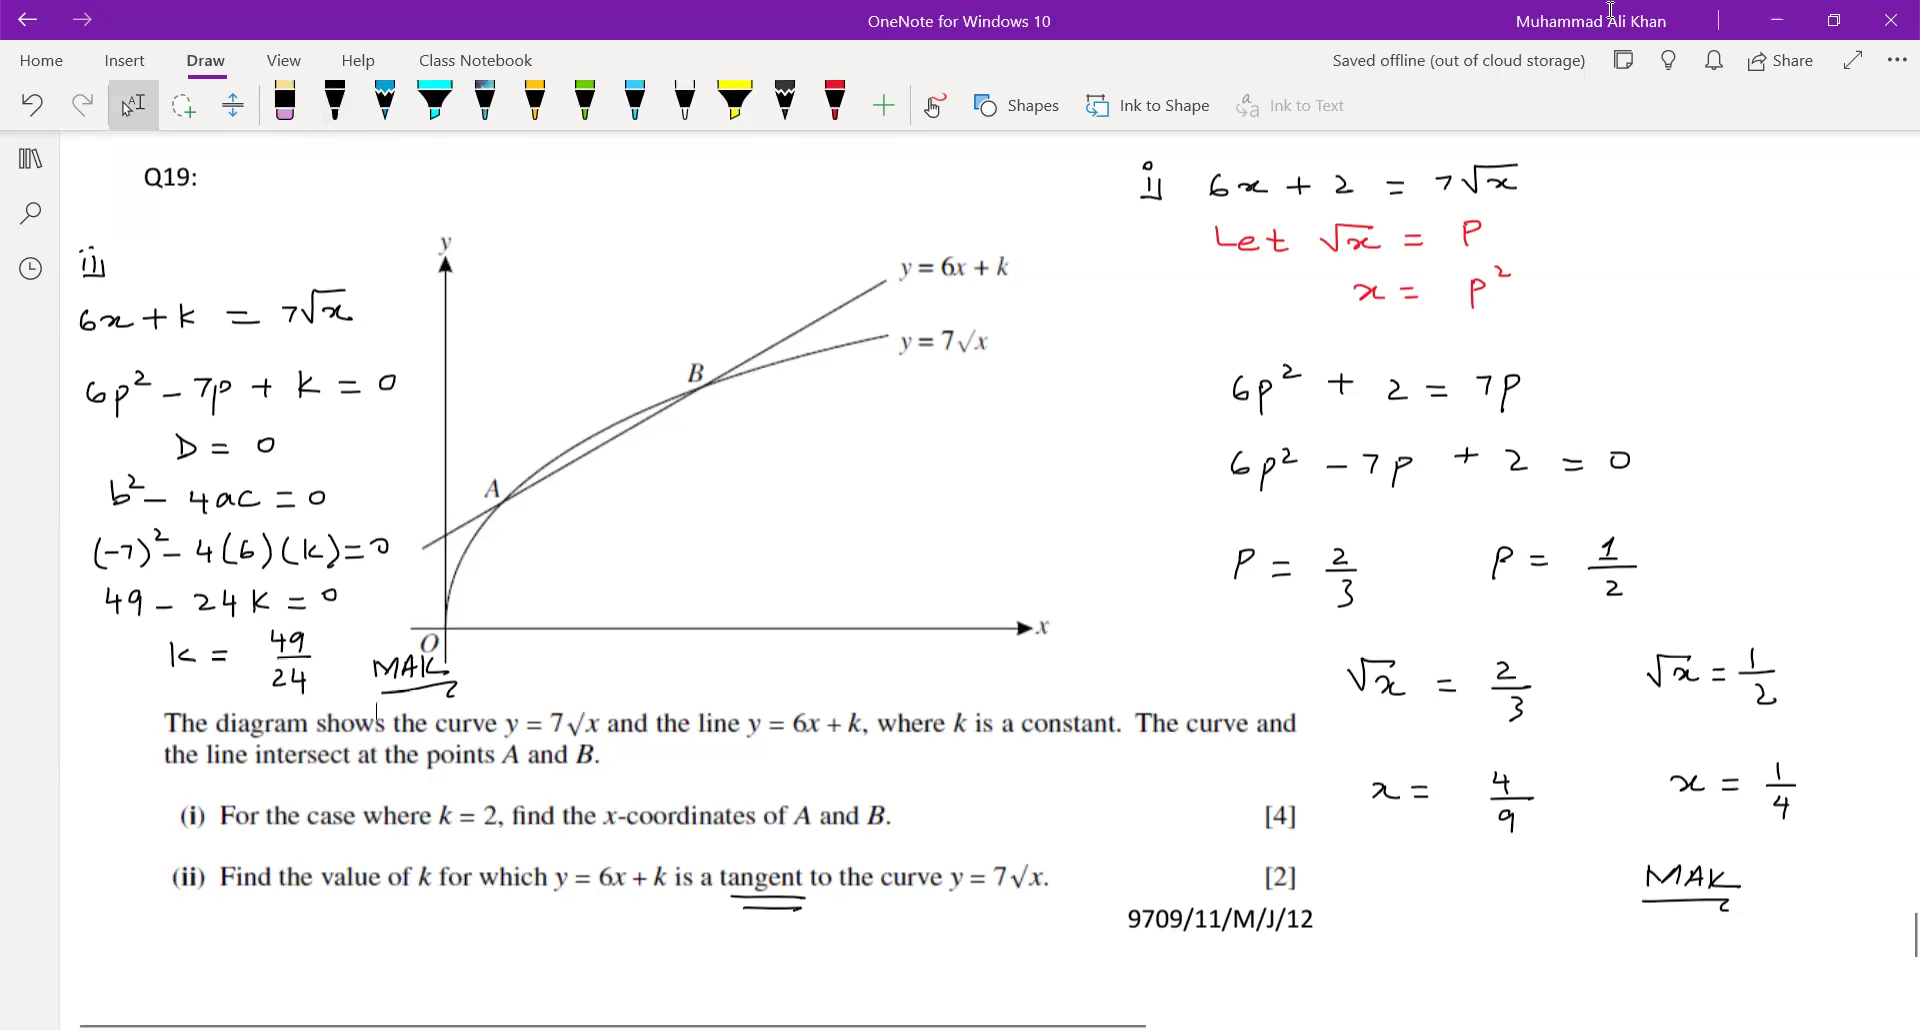 OneNote for Windows 10
Muhammad Ali Khan
Home Insert Draw View Help Class Notebook
Saved offline (out of cloud storage)
Share
Shapes Ink to Shape Ink to Text
Q19:
ii)
6x + k = 7√x
6p² - 7p + k = 0
D = 0
b² - 4ac = 0
(-7)² - 4(6)(k) = 0
49 - 24k = 0
k = 49/24
MAK
y
y = 6x + k
y = 7√x
B
A
O
x
i) 6x + 2 = 7√x
Let √x = P
x = p²
6p² + 2 = 7p
6p² - 7p + 2 = 0
P = 2/3 P = 1/2
√x = 2/3 √x = 1/2
x = 4/9 x = 1/4
MAK
The diagram shows the curve y = 7√x and the line y = 6x + k, where k is a constant. The curve and
the line intersect at the points A and B.
(i) For the case where k = 2, find the x-coordinates of A and B. [4]
(ii) Find the value of k for which y = 6x + k is a tangent to the curve y = 7√x. [2]
9709/11/M/J/12